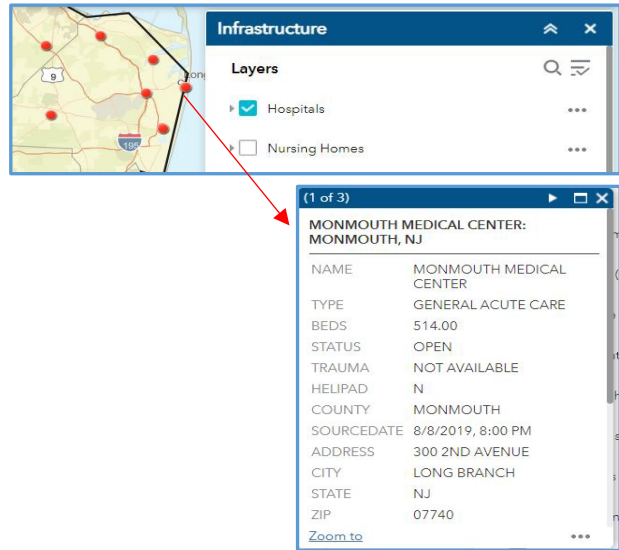 Infrastructure
Layers
Hospitals
Nursing Homes
9
Long
195
(1 of 3)
MONMOUTH MEDICAL CENTER:
MONMOUTH, NJ
NAME MONMOUTH MEDICAL
CENTER
TYPE GENERAL ACUTE CARE
BEDS 514.00
STATUS OPEN
TRAUMA NOT AVAILABLE
HELIPAD N
COUNTY MONMOUTH
SOURCEDATE 8/8/2019, 8:00 PM
ADDRESS 300 2ND AVENUE
CITY LONG BRANCH
STATE NJ
ZIP 07740
Zoom to